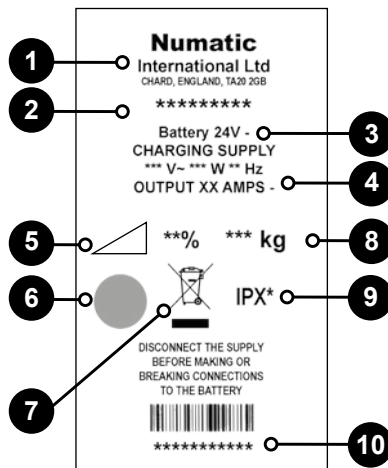 Numatic
1 International Ltd
CHARD, ENGLAND, TA20 2GB
2 *********
Battery 24V - 3
CHARGING SUPPLY
*** V~ *** W ** Hz
OUTPUT XX AMPS - 4
5 **% *** kg 8
6 IPX* 9
7
DISCONNECT THE SUPPLY
BEFORE MAKING OR
BREAKING CONNECTIONS
TO THE BATTERY
*********** 10